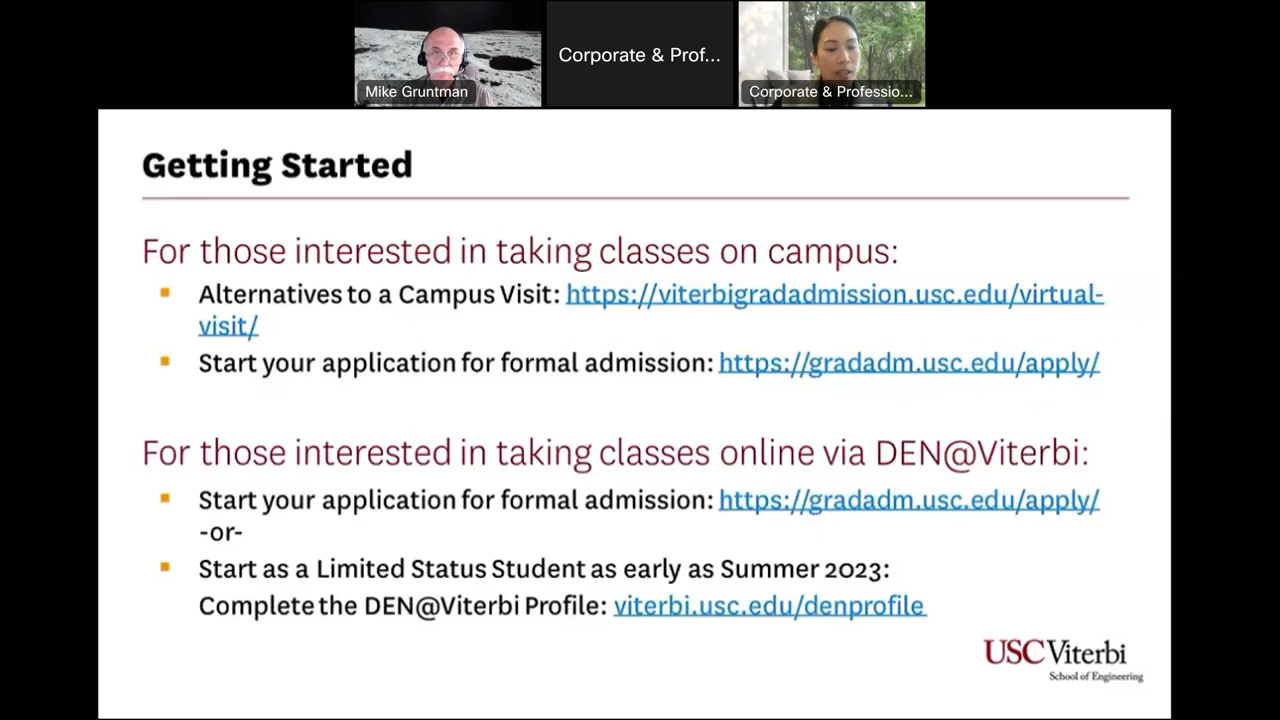 Corporate & Prof...
Mike Gruntman
Corporate & Professio...
Getting Started
For those interested in taking classes on campus:
Alternatives to a Campus Visit: https://viterbigradadmission.usc.edu/virtual-
visit/
Start your application for formal admission: https://gradadm.usc.edu/apply/
For those interested in taking classes online via DEN@Viterbi:
Start your application for formal admission: https://gradadm.usc.edu/apply/
-or-
Start as a Limited Status Student as early as Summer 2023:
Complete the DEN@Viterbi Profile: viterbi.usc.edu/denprofile
USC Viterbi
School of Engineering